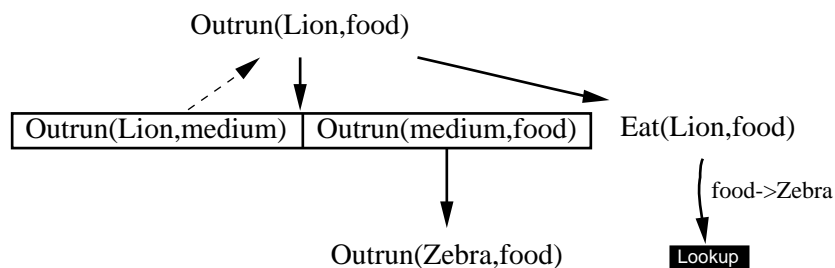 Outrun(Lion,food)
Outrun(Lion,medium) Outrun(medium,food) Eat(Lion,food)
food->Zebra
Outrun(Zebra,food) Lookup